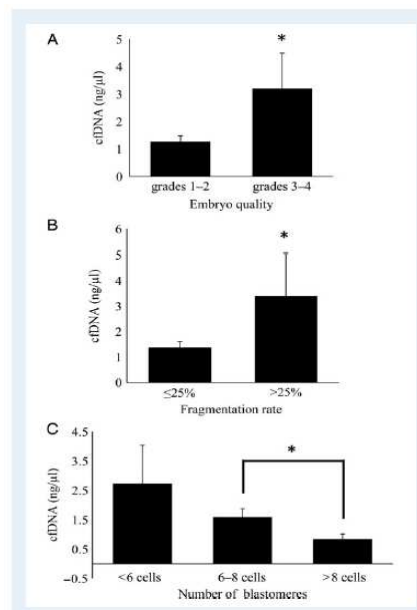 A
cfDNA (ng/µl)
5
4
3
2
1
0
*
grades 1–2 grades 3–4
Embryo quality
B
cfDNA (ng/µl)
6
5
4
3
2
1
0
*
≤25% >25%
Fragmentation rate
C
cfDNA (ng/µl)
4.5
3.5
2.5
1.5
0.5
−0.5
*
<6 cells 6–8 cells >8 cells
Number of blastomeres